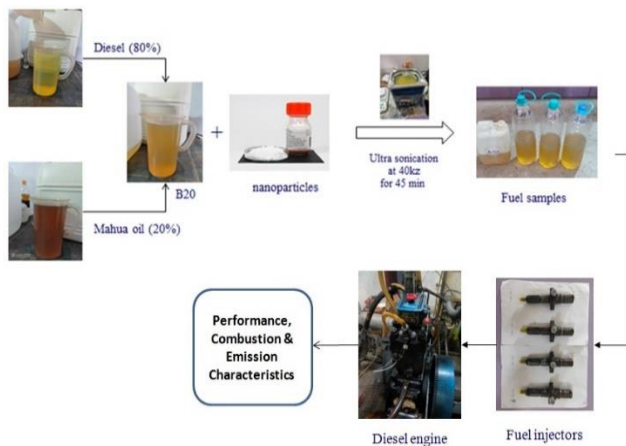 Diesel (80%)
B20
Mahua oil (20%)
+
nanoparticles
Ultra sonication
at 40kz
for 45 min
Fuel samples
Performance,
Combustion &
Emission
Characteristics
Diesel engine
Fuel injectors